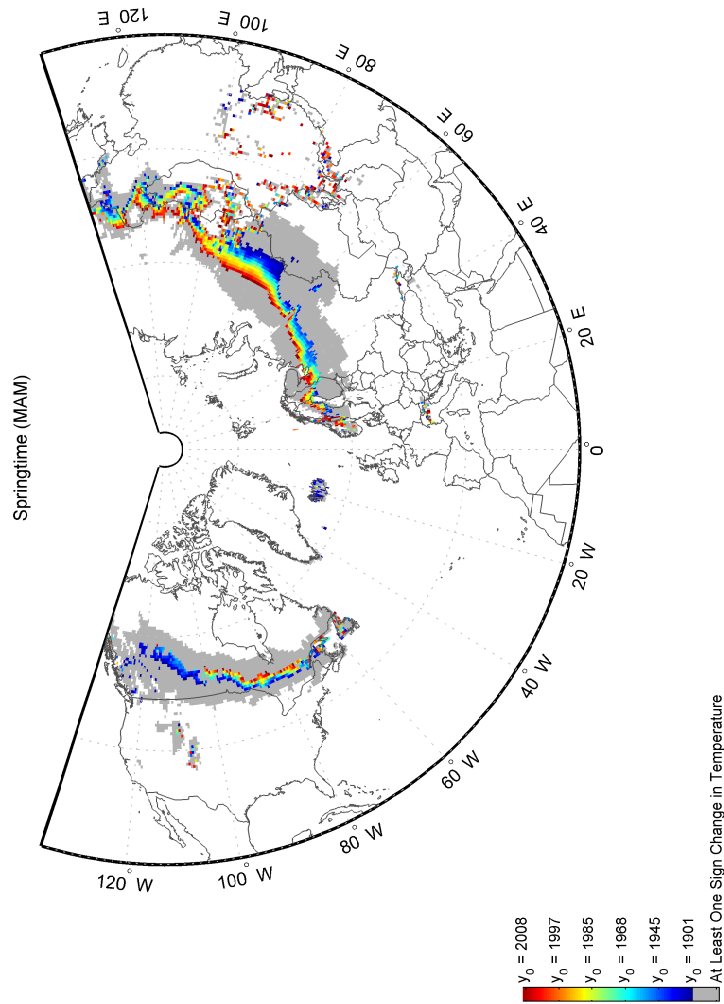 Springtime (MAM)
120 E
100 E
80 E
60 E
40 E
20 E
0
20 W
40 W
60 W
80 W
100 W
120 W
y0 = 2008
y0 = 1997
y0 = 1985
y0 = 1968
y0 = 1945
y0 = 1901
At Least One Sign Change in Temperature